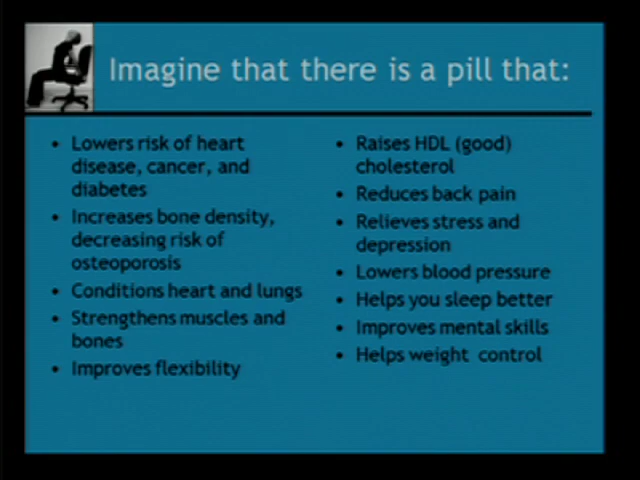 Imagine that there is a pill that:
• Lowers risk of heart
disease, cancer, and
diabetes
• Increases bone density,
decreasing risk of
osteoporosis
• Conditions heart and lungs
• Strengthens muscles and
bones
• Improves flexibility
• Raises HDL (good)
cholesterol
• Reduces back pain
• Relieves stress and
depression
• Lowers blood pressure
• Helps you sleep better
• Improves mental skills
• Helps weight control